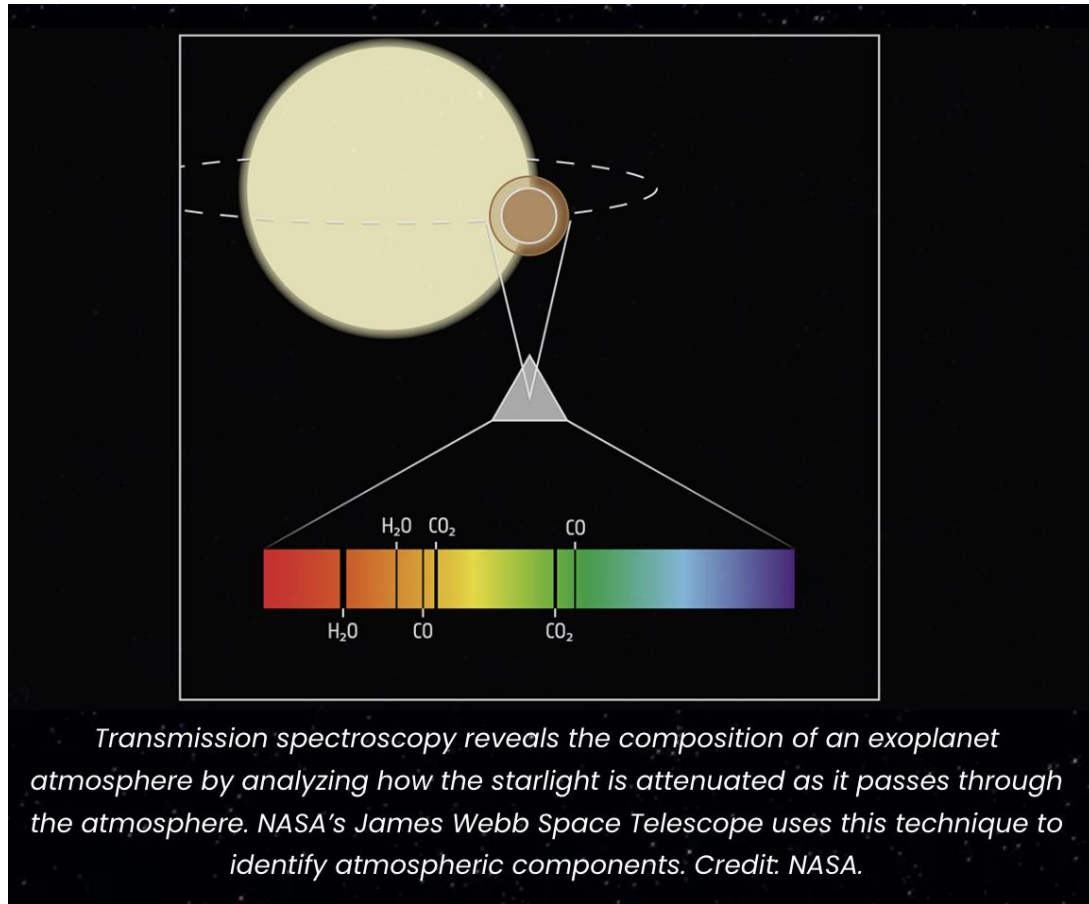 H₂O CO₂ CO
H₂O CO CO₂
Transmission spectroscopy reveals the composition of an exoplanet
atmosphere by analyzing how the starlight is attenuated as it passes through
the atmosphere. NASA’s James Webb Space Telescope uses this technique to
identify atmospheric components. Credit: NASA.